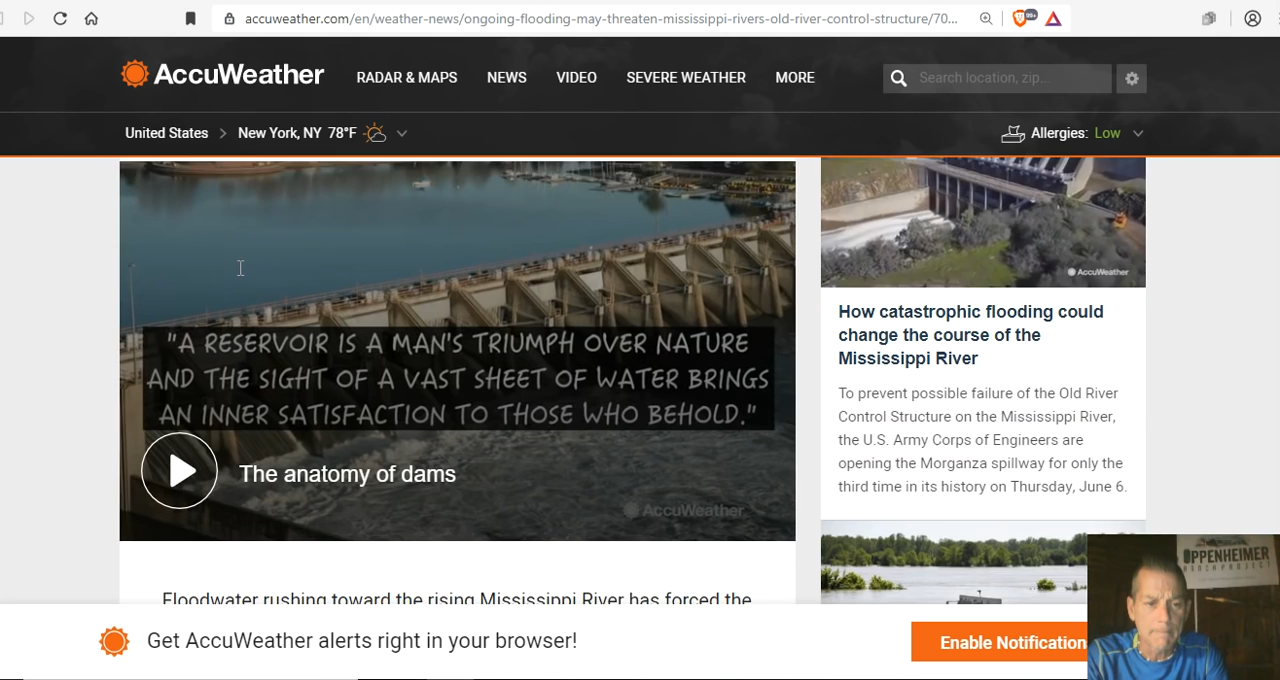 accuweather.com/en/weather-news/ongoing-flooding-may-threaten-mississippi-rivers-old-river-control-structure/70...
99+
AccuWeather
RADAR & MAPS
NEWS
VIDEO
SEVERE WEATHER
MORE
Search location, zip...
United States > New York, NY 78°F
Allergies: Low
"A RESERVOIR IS A MAN'S TRIUMPH OVER NATURE
AND THE SIGHT OF A VAST SHEET OF WATER BRINGS
AN INNER SATISFACTION TO THOSE WHO BEHOLD."
The anatomy of dams
AccuWeather
Floodwater rushing toward the rising Mississippi River has forced the
AccuWeather
How catastrophic flooding could
change the course of the
Mississippi River
To prevent possible failure of the Old River
Control Structure on the Mississippi River,
the U.S. Army Corps of Engineers are
opening the Morganza spillway for only the
third time in its history on Thursday, June 6.
Get AccuWeather alerts right in your browser!
Enable Notification
OPPENHEIMER
RANCH PROJECT